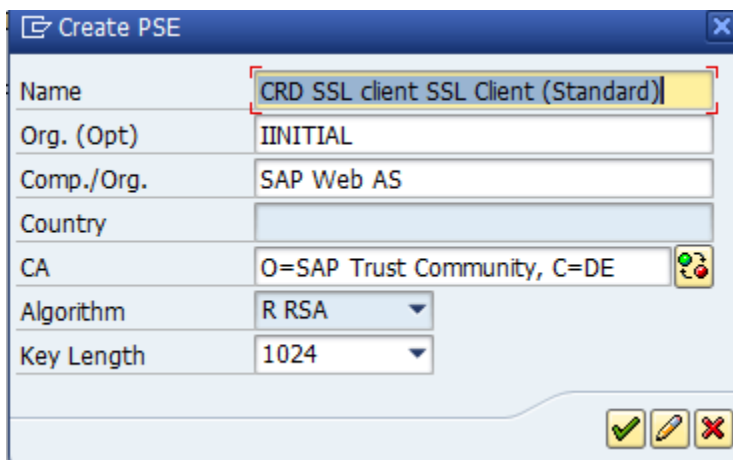 Create PSE
Name CRD SSL client SSL Client (Standard)
Org. (Opt) IINITIAL
Comp./Org. SAP Web AS
Country
CA O=SAP Trust Community, C=DE
Algorithm R RSA
Key Length 1024